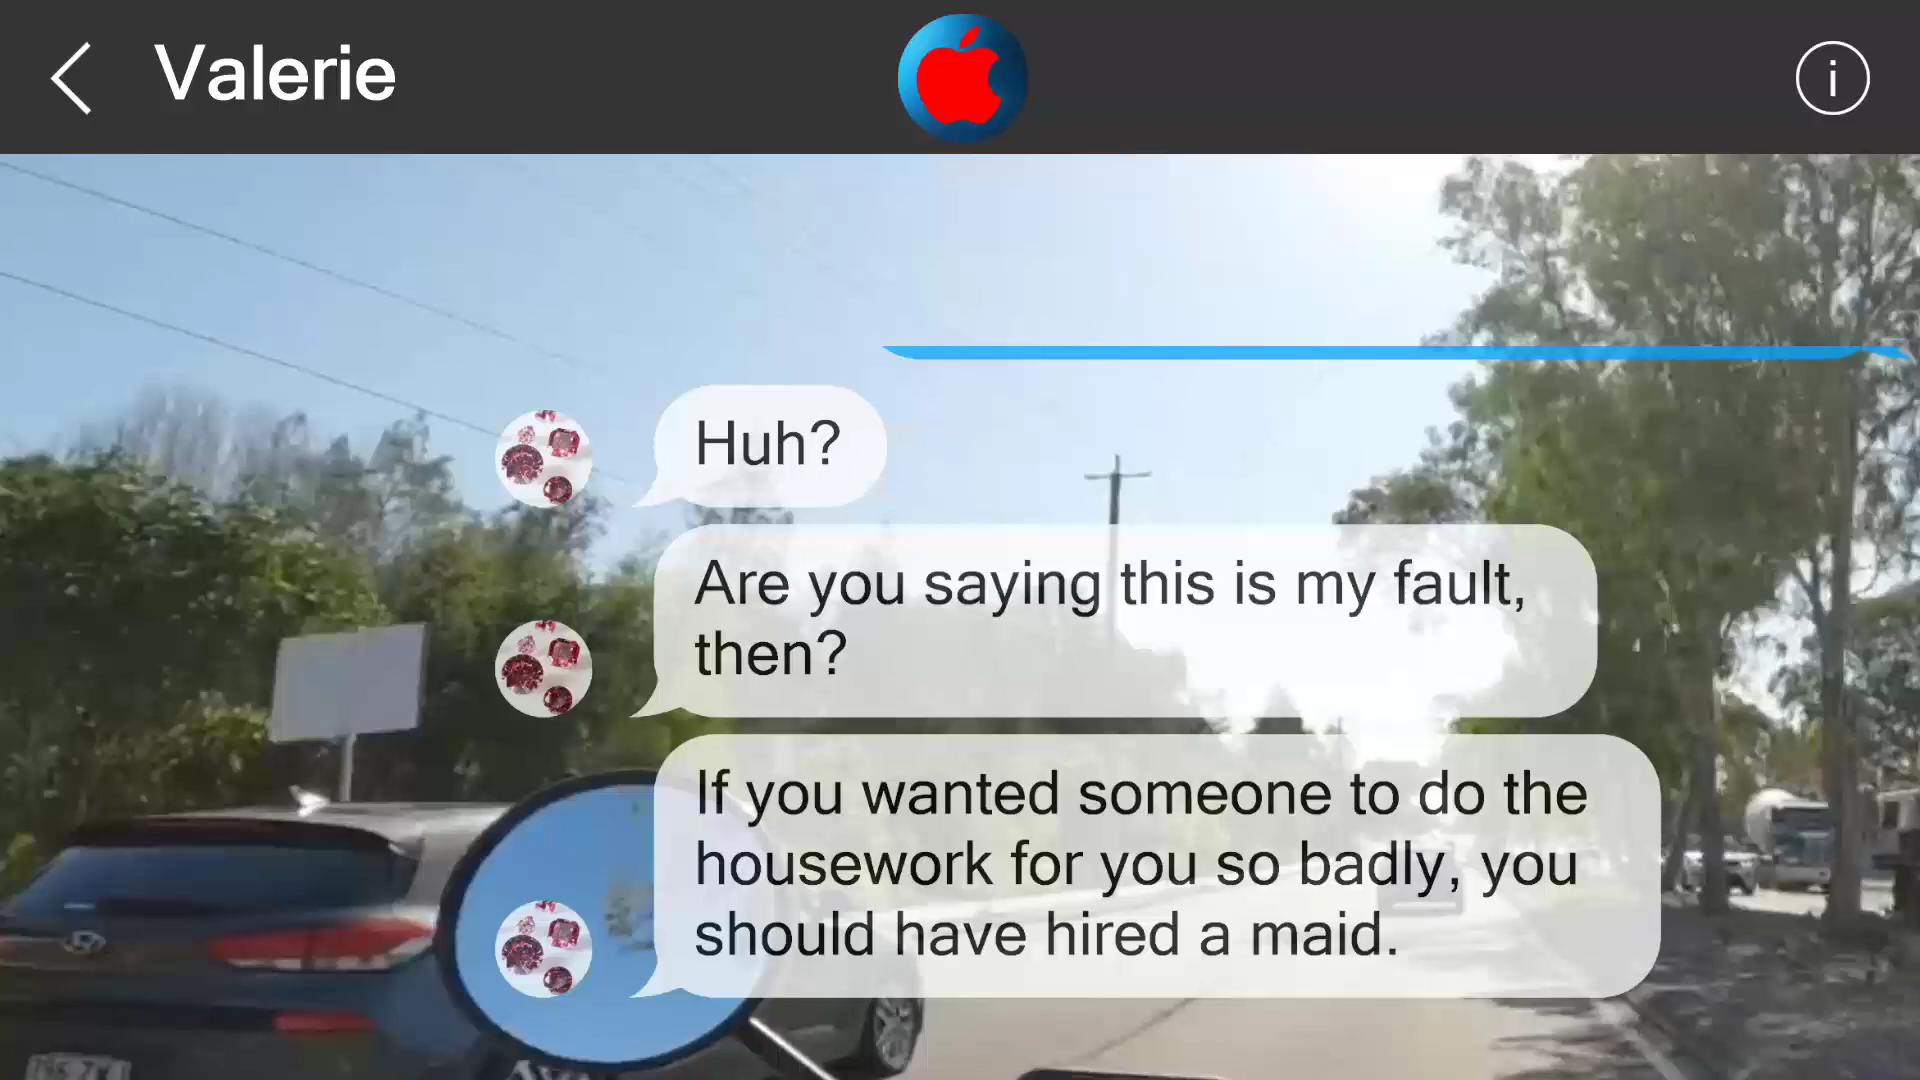 Valerie
i
Huh?
Are you saying this is my fault,
then?
If you wanted someone to do the
housework for you so badly, you
should have hired a maid.